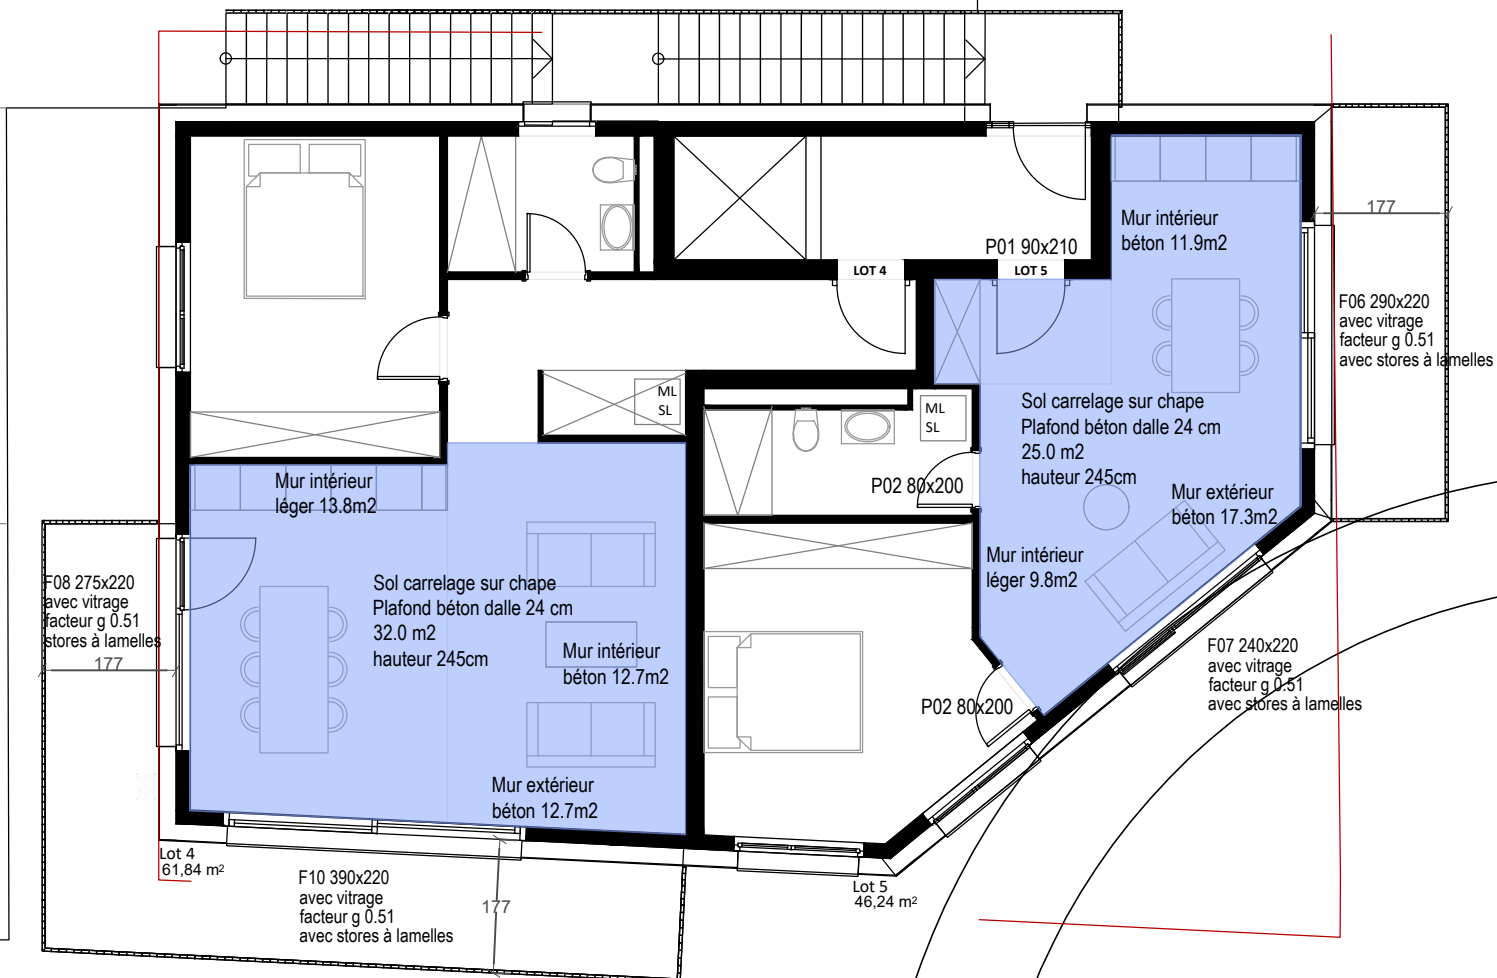 177
Mur intérieur
béton 11.9m2
P01 90x210
LOT 4
LOT 5
F06 290x220
avec vitrage
facteur g 0.51
avec stores à lamelles
ML
SL
ML
SL
Sol carrelage sur chape
Plafond béton dalle 24 cm
25.0 m2
hauteur 245cm
Mur intérieur
léger 13.8m2
P02 80x200
Mur extérieur
béton 17.3m2
Mur intérieur
léger 9.8m2
F08 275x220
avec vitrage
facteur g 0.51
stores à lamelles
177
Sol carrelage sur chape
Plafond béton dalle 24 cm
32.0 m2
hauteur 245cm
Mur intérieur
béton 12.7m2
F07 240x220
avec vitrage
facteur g 0.51
avec stores à lamelles
P02 80x200
Mur extérieur
béton 12.7m2
Lot 4
61,84 m²
F10 390x220
avec vitrage
facteur g 0.51
avec stores à lamelles
177
Lot 5
46,24 m²